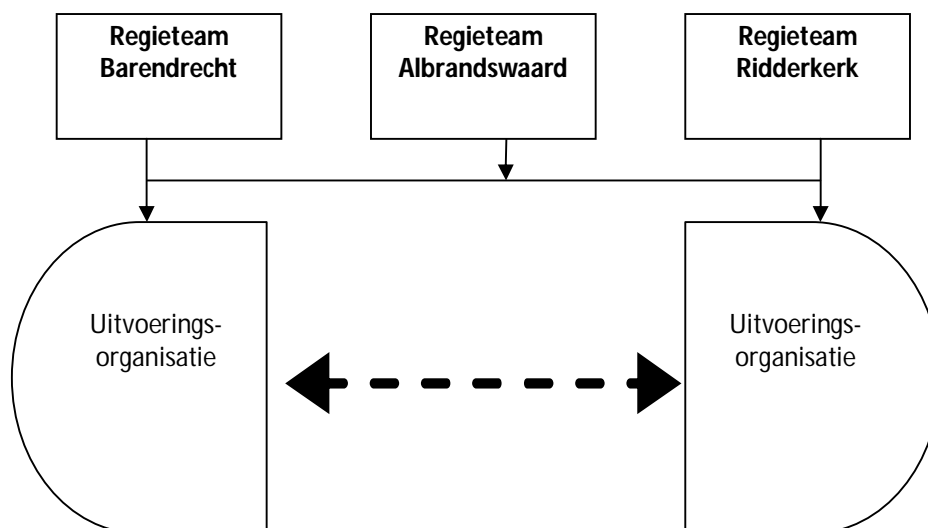 Regieteam
Barendrecht
Regieteam
Albrandswaard
Regieteam
Ridderkerk
Uitvoerings-
organisatie
Uitvoerings-
organisatie